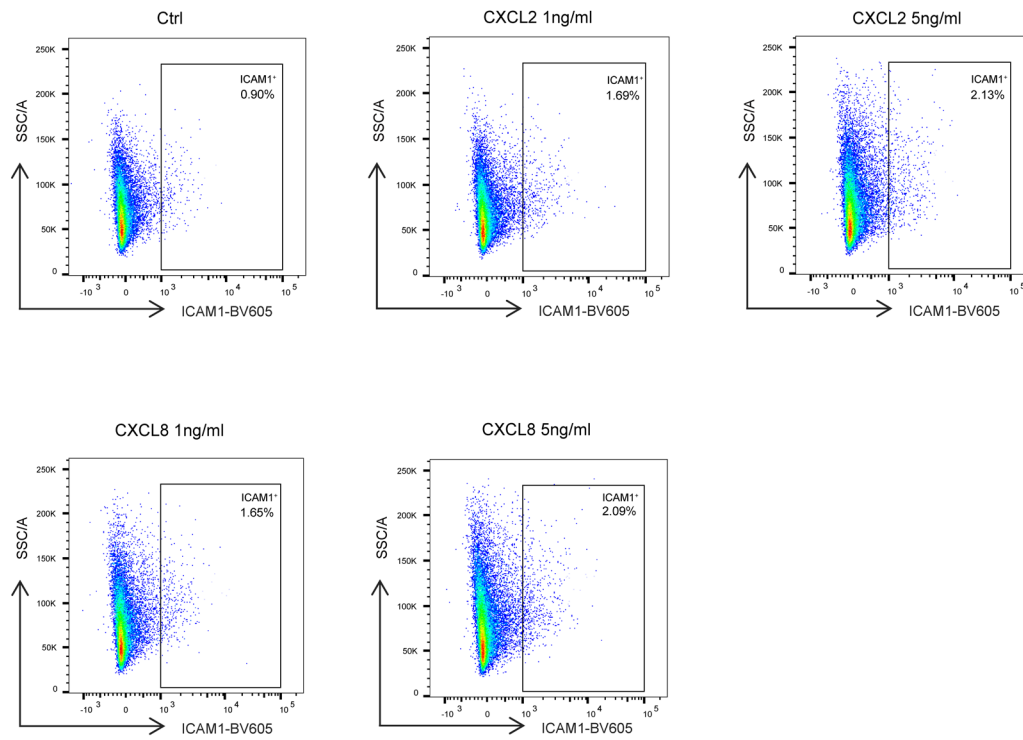 Ctrl
250K
200K
150K
100K
50K
0
SSC/A
ICAM1⁺
0.90%
-10³ 0 10³ 10⁴ 10⁵
ICAM1-BV605
CXCL2 1ng/ml
250K
200K
150K
100K
50K
0
SSC/A
ICAM1⁺
1.69%
-10³ 0 10³ 10⁴ 10⁵
ICAM1-BV605
CXCL2 5ng/ml
250K
200K
150K
100K
50K
0
SSC/A
ICAM1⁺
2.13%
-10³ 0 10³ 10⁴ 10⁵
ICAM1-BV605
CXCL8 1ng/ml
250K
200K
150K
100K
50K
0
SSC/A
ICAM1⁺
1.65%
-10³ 0 10³ 10⁴ 10⁵
ICAM1-BV605
CXCL8 5ng/ml
250K
200K
150K
100K
50K
0
SSC/A
ICAM1⁺
2.09%
-10³ 0 10³ 10⁴ 10⁵
ICAM1-BV605